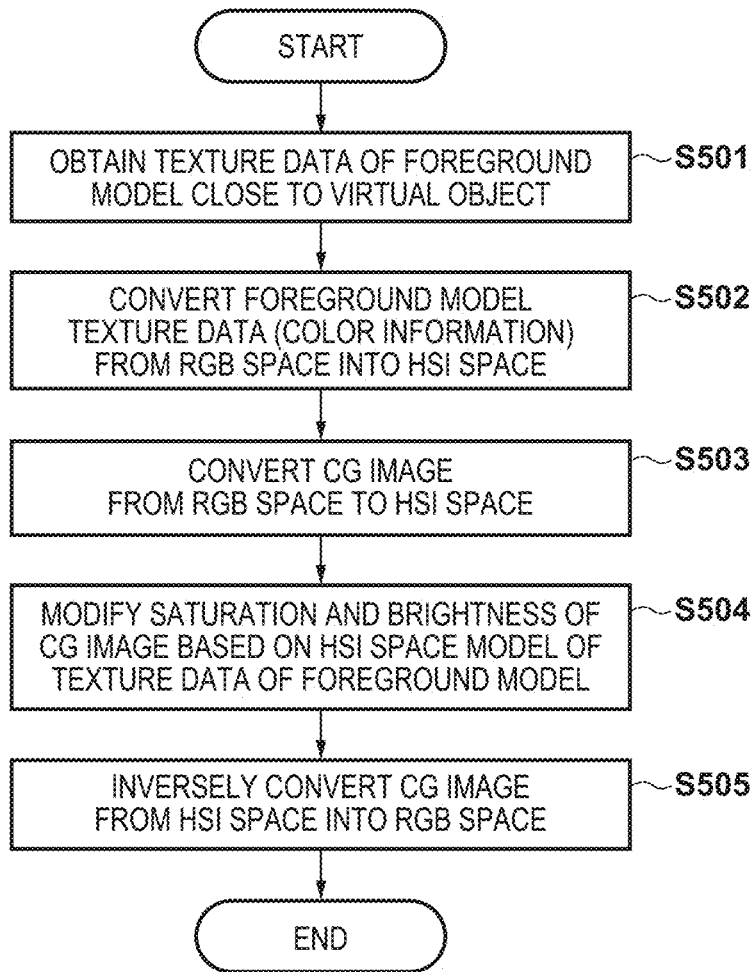 START
OBTAIN TEXTURE DATA OF FOREGROUND
MODEL CLOSE TO VIRTUAL OBJECT
S501
CONVERT FOREGROUND MODEL
TEXTURE DATA (COLOR INFORMATION)
FROM RGB SPACE INTO HSI SPACE
S502
CONVERT CG IMAGE
FROM RGB SPACE TO HSI SPACE
S503
MODIFY SATURATION AND BRIGHTNESS OF
CG IMAGE BASED ON HSI SPACE MODEL OF
TEXTURE DATA OF FOREGROUND MODEL
S504
INVERSELY CONVERT CG IMAGE
FROM HSI SPACE INTO RGB SPACE
S505
END